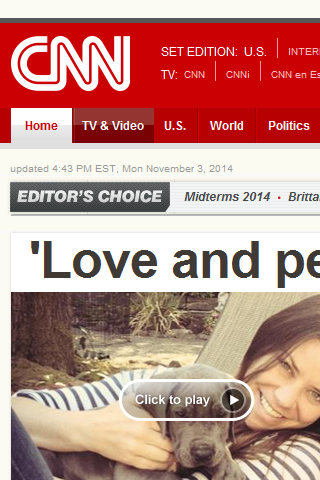 CNN
SET EDITION: U.S. INTER
TV: CNN CNNi CNN en Es
Home TV & Video U.S. World Politics
updated 4:43 PM EST, Mon November 3, 2014
EDITOR'S CHOICE Midterms 2014 • Britta
'Love and pe
Click to play